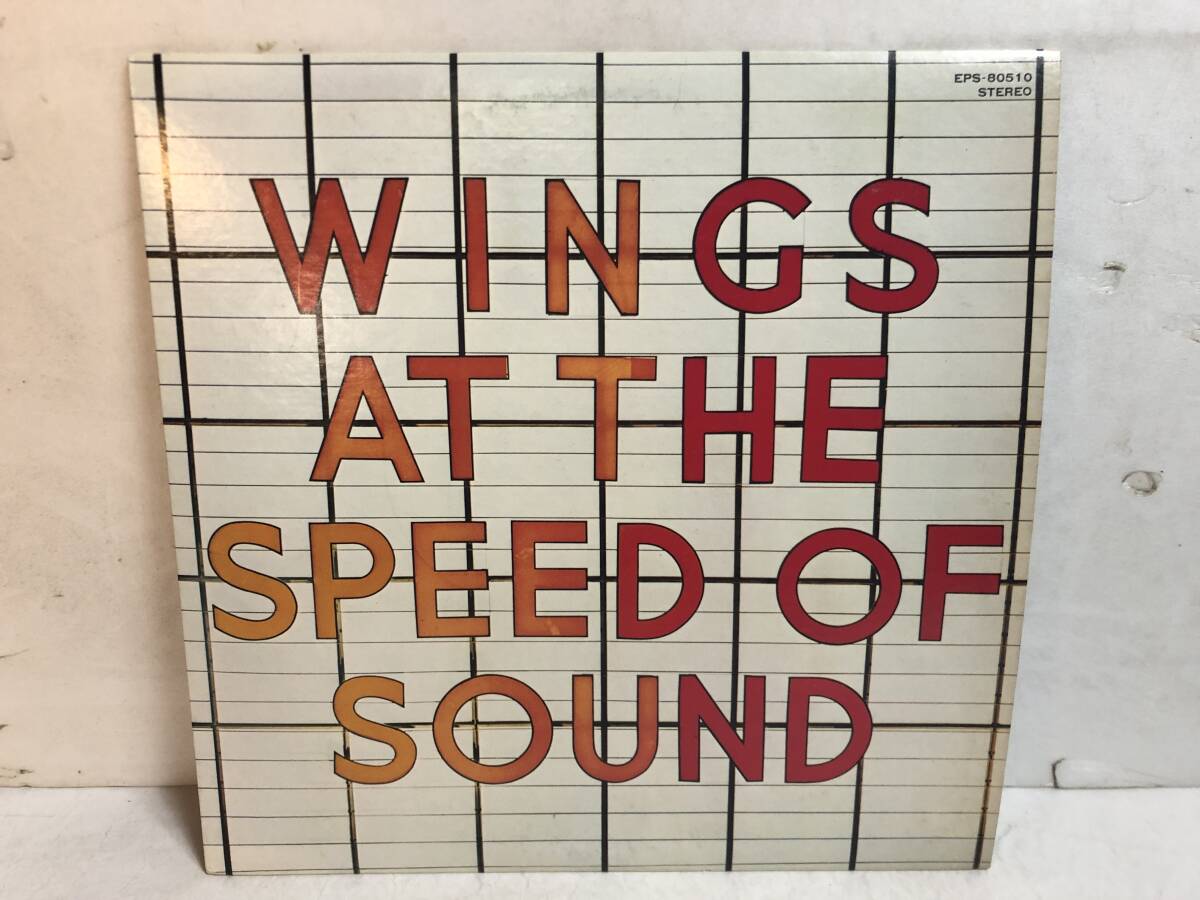 EPS-80510
STEREO
WINGS
AT THE
SPEED OF
SOUND